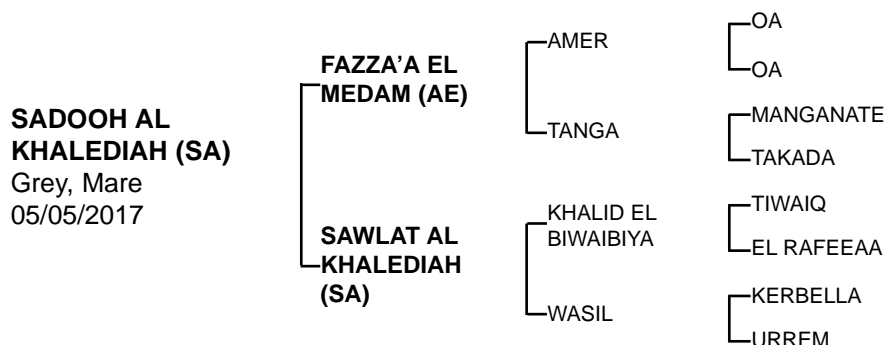 SADOOH AL
KHALEDIAH (SA)
Grey, Mare
05/05/2017
FAZZA'A EL
MEDAM (AE)
SAWLAT AL
KHALEDIAH
(SA)
AMER
TANGA
KHALID EL
BIWAIBIYA
WASIL
OA
OA
MANGANATE
TAKADA
TIWAIQ
EL RAFEEAA
KERBELLA
URREM